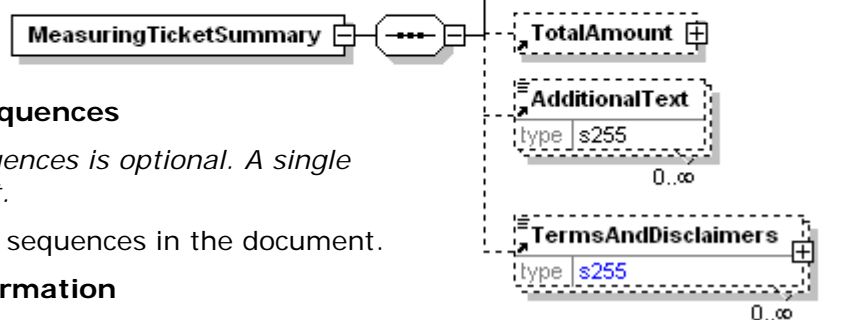 MeasuringTicketSummary
TotalAmount
AdditionalText
type s255
0..∞
quences
uences is optional. A single
t.
sequences in the document.
TermsAndDisclaimers
type s255
0..∞
rmation